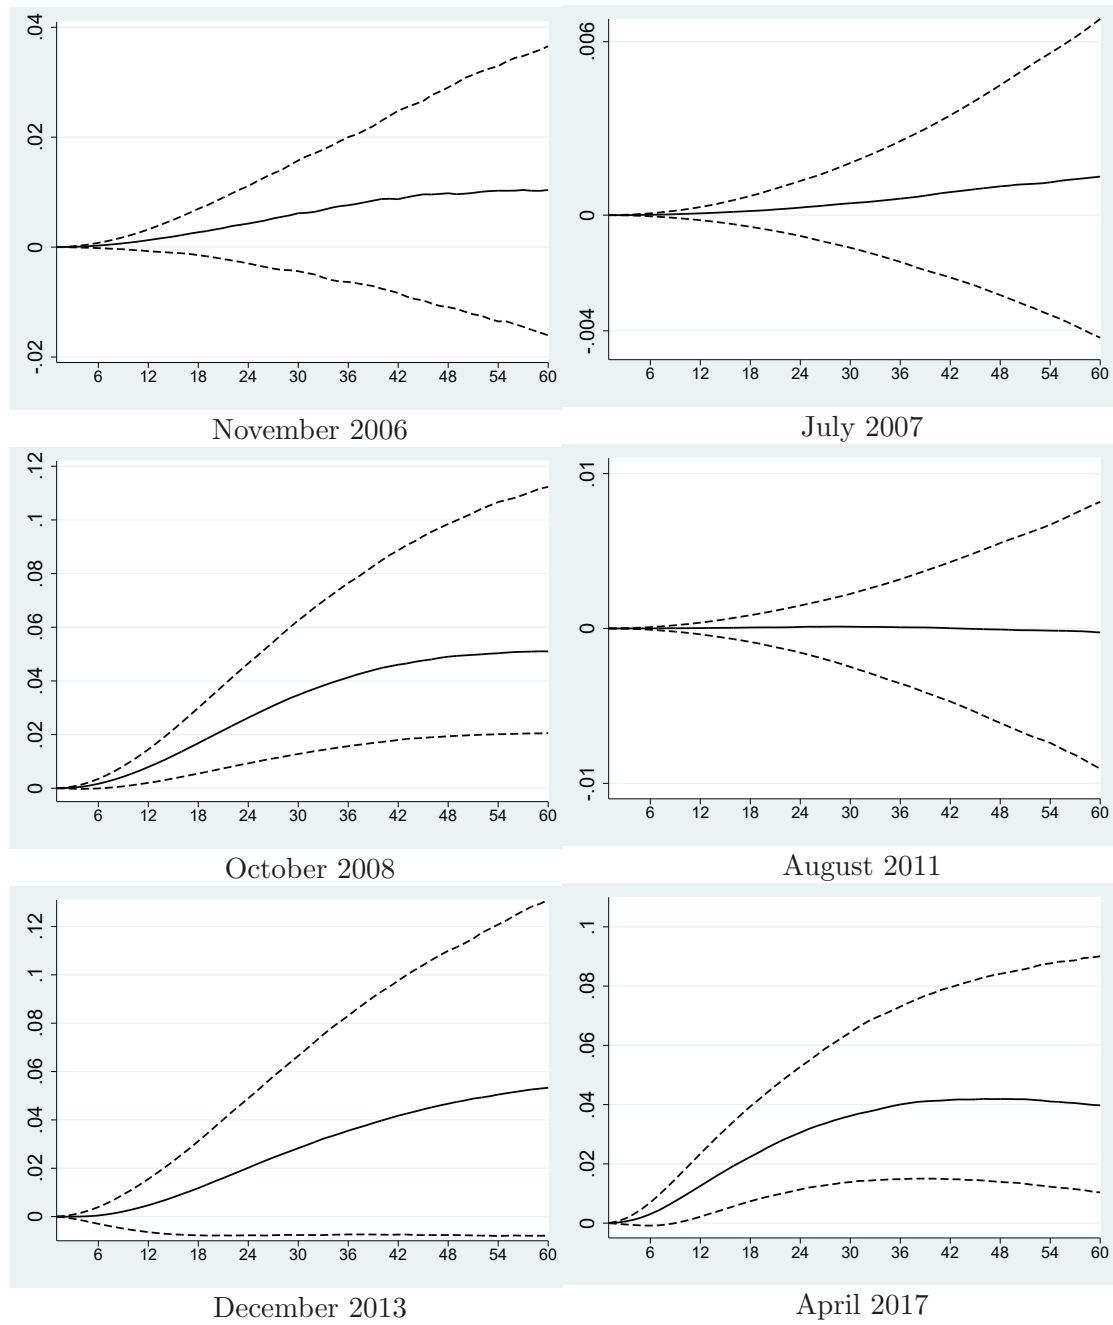 .04
.02
0
-.02
6 12 18 24 30 36 42 48 54 60
November 2006
.006
0
-.004
6 12 18 24 30 36 42 48 54 60
July 2007
.12
.1
.08
.06
.04
.02
0
6 12 18 24 30 36 42 48 54 60
October 2008
.01
0
-.01
6 12 18 24 30 36 42 48 54 60
August 2011
.12
.1
.08
.06
.04
.02
0
6 12 18 24 30 36 42 48 54 60
December 2013
.1
.08
.06
.04
.02
0
6 12 18 24 30 36 42 48 54 60
April 2017